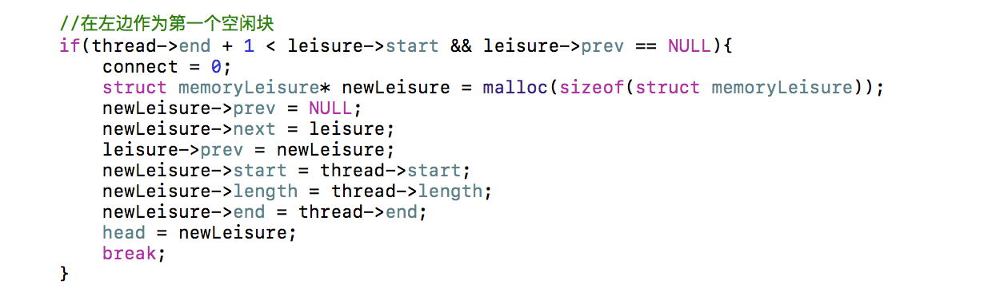 //在左边作为第一个空闲块
if(thread->end + 1 < leisure->start && leisure->prev == NULL){
    connect = 0;
    struct memoryLeisure* newLeisure = malloc(sizeof(struct memoryLeisure));
    newLeisure->prev = NULL;
    newLeisure->next = leisure;
    leisure->prev = newLeisure;
    newLeisure->start = thread->start;
    newLeisure->length = thread->length;
    newLeisure->end = thread->end;
    head = newLeisure;
    break;
}